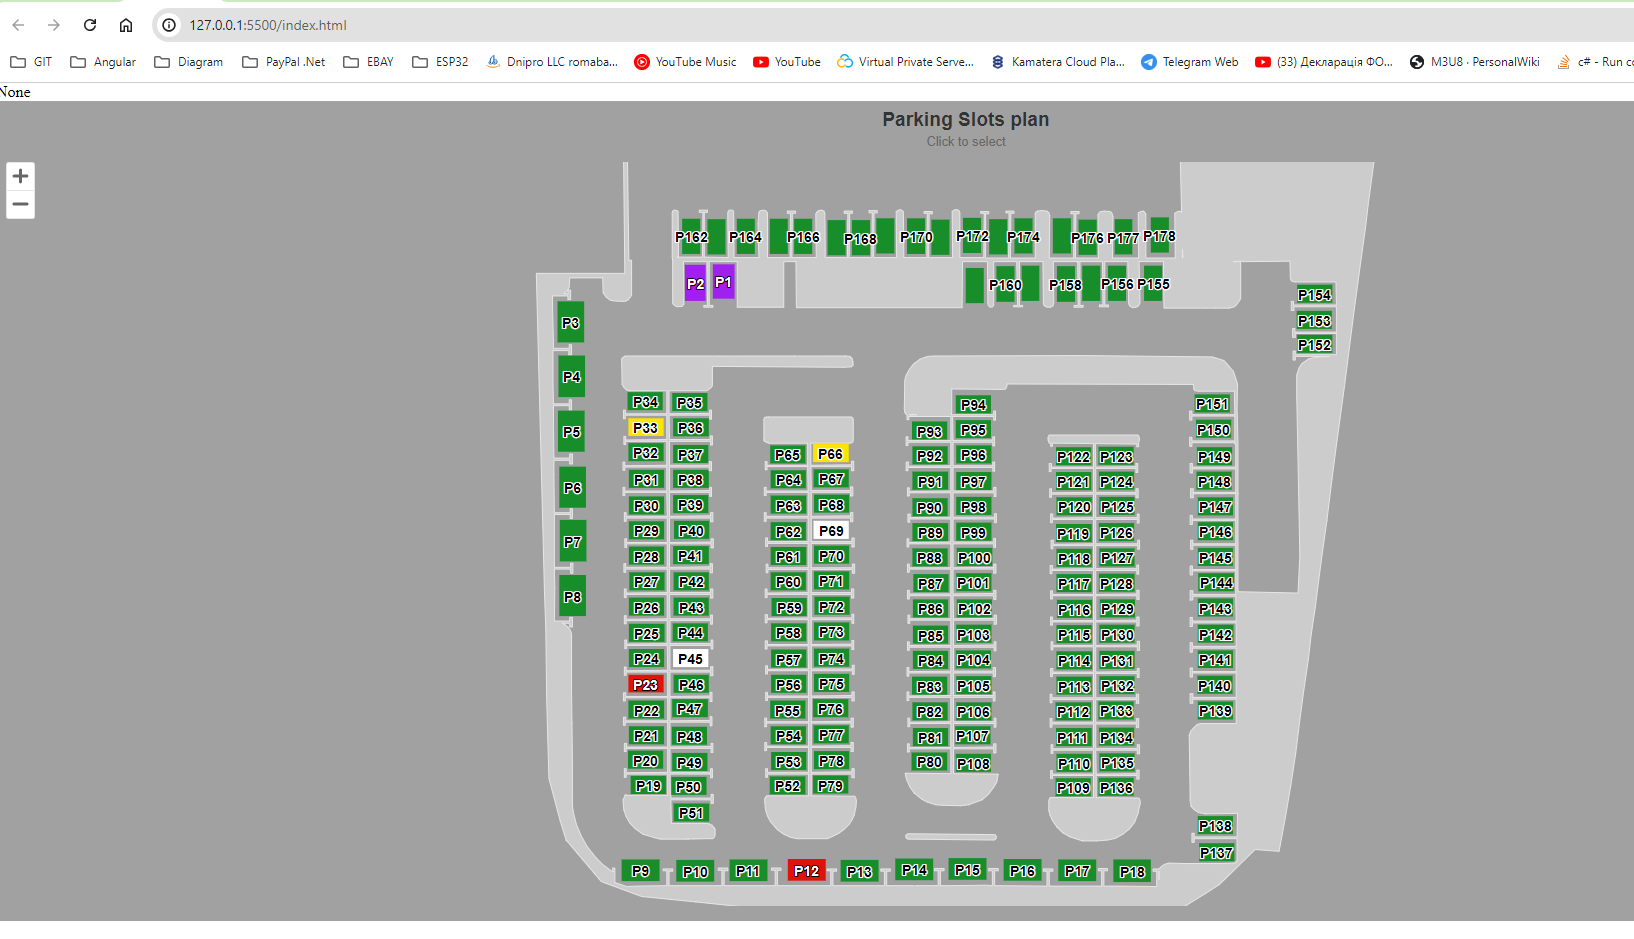 127.0.0.1:5500/index.html
GIT Angular Diagram PayPal .Net EBAY ESP32 Dnipro LLC romaba... YouTube Music YouTube Virtual Private Serve... Kamatera Cloud Pla... Telegram Web (33) Декларація ФО... M3U8 · PersonalWiki c# - Run co
None
Parking Slots plan
Click to select
+
−
P162 P164 P166 P168 P170 P172 P174 P176 P177 P178
P2 P1 P160 P158 P156 P155
P154
P3 P153
P152
P4
P34 P35 P94 P151
P33 P36 P93 P95 P150
P5
P32 P37 P65 P66 P92 P96 P122 P123 P149
P31 P38 P64 P67 P91 P97 P121 P124 P148
P6
P30 P39 P63 P68 P90 P98 P120 P125 P147
P29 P40 P62 P69 P89 P99 P119 P126 P146
P7
P28 P41 P61 P70 P88 P100 P118 P127 P145
P27 P42 P60 P71 P87 P101 P117 P128 P144
P8
P26 P43 P59 P72 P86 P102 P116 P129 P143
P25 P44 P58 P73 P85 P103 P115 P130 P142
P24 P45 P57 P74 P84 P104 P114 P131 P141
P23 P46 P56 P75 P83 P105 P113 P132 P140
P22 P47 P55 P76 P82 P106 P112 P133 P139
P21 P48 P54 P77 P81 P107 P111 P134
P20 P49 P53 P78 P80 P108 P110 P135
P19 P50 P52 P79 P109 P136
P51
P138
P137
P9 P10 P11 P12 P13 P14 P15 P16 P17 P18